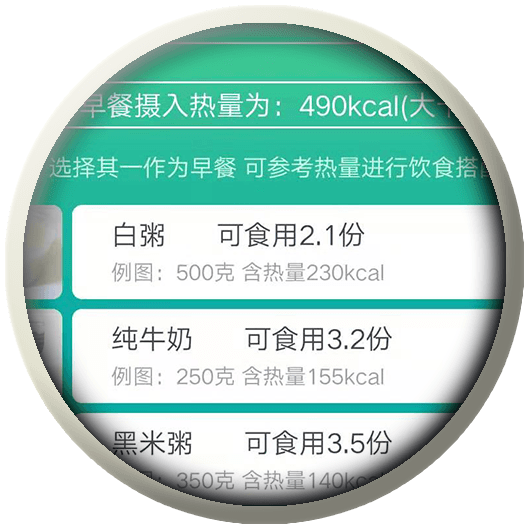 早餐摄入热量为：490kcal(大
选择其一作为早餐 可参考热量进行饮食搭
白粥 可食用2.1份
例图：500克 含热量230kcal
纯牛奶 可食用3.2份
例图：250克 含热量155kcal
黑米粥 可食用3.5份
例图：350克 含热量140kcal